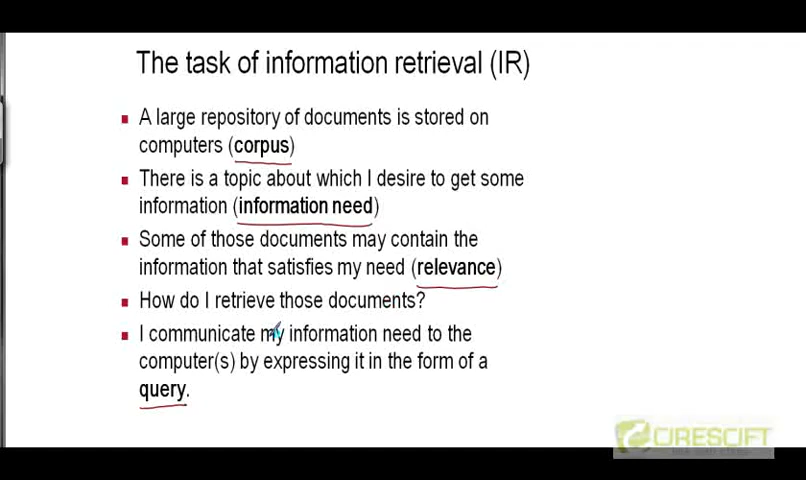 The task of information retrieval (IR)
A large repository of documents is stored on
computers (corpus)
There is a topic about which I desire to get some
information (information need)
Some of those documents may contain the
information that satisfies my need (relevance)
How do I retrieve those documents?
I communicate my information need to the
computer(s) by expressing it in the form of a
query.